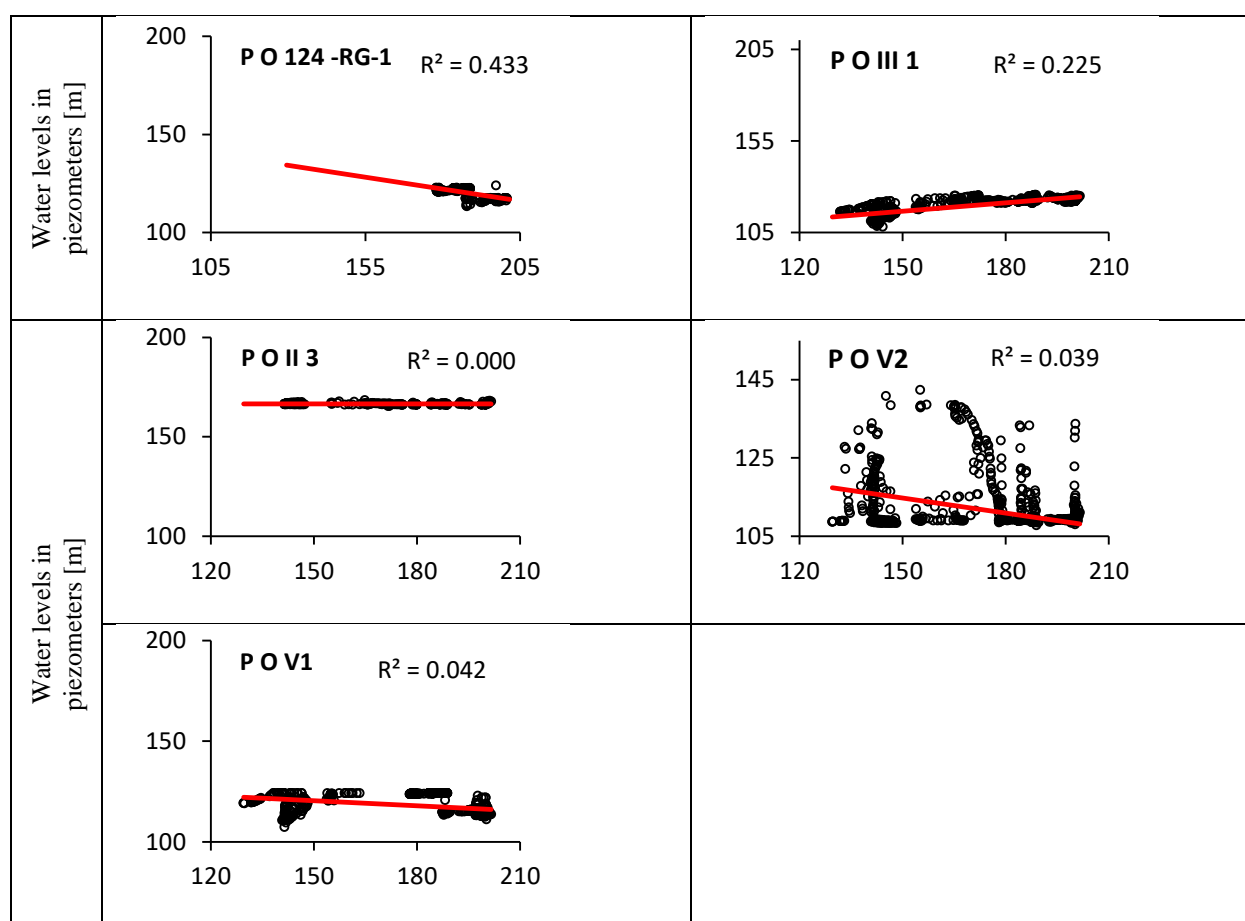 Water levels in
piezometers [m]
P O 124 -RG-1
R² = 0.433
200
150
100
105 155 205
P O III 1
R² = 0.225
205
155
105
120 150 180 210
Water levels in
piezometers [m]
P O II 3
R² = 0.000
200
150
100
120 150 180 210
P O V2
R² = 0.039
145
125
105
120 150 180 210
P O V1
R² = 0.042
200
150
100
120 150 180 210